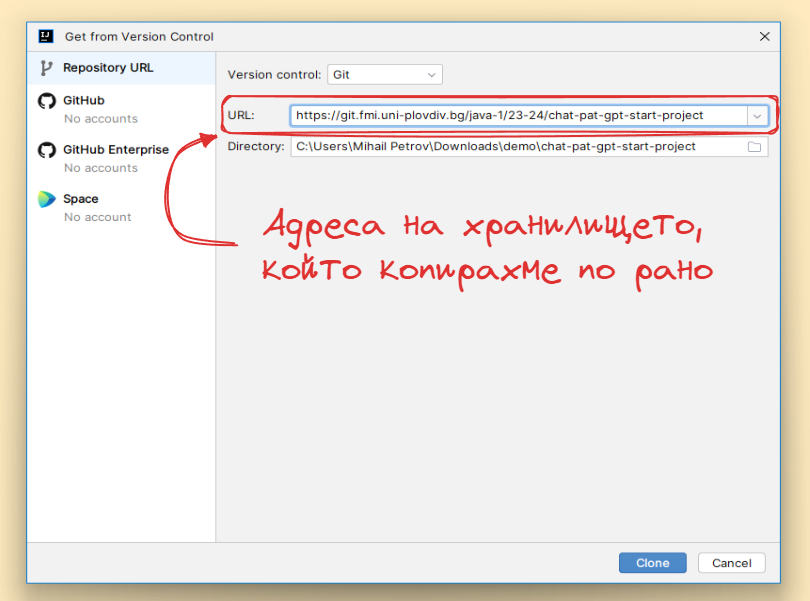 Get from Version Control
Repository URL
GitHub
No accounts
GitHub Enterprise
No accounts
Space
No account
Version control: Git
URL: https://git.fmi.uni-plovdiv.bg/java-1/23-24/chat-pat-gpt-start-project
Directory: C:\Users\Mihail Petrov\Downloads\demo\chat-pat-gpt-start-project
Адреса на хранилището,
който копирахме по рано
Clone Cancel